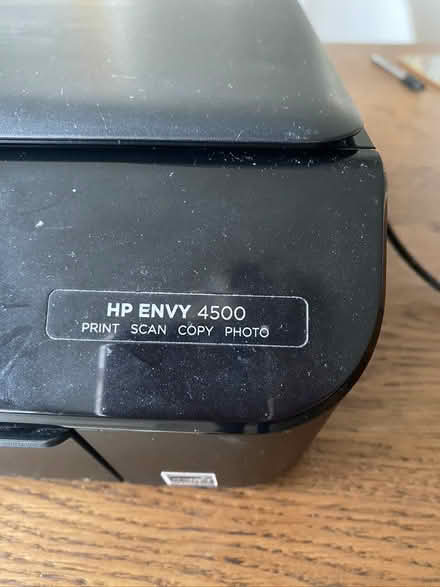 HP ENVY 4500
PRINT SCAN COPY PHOTO